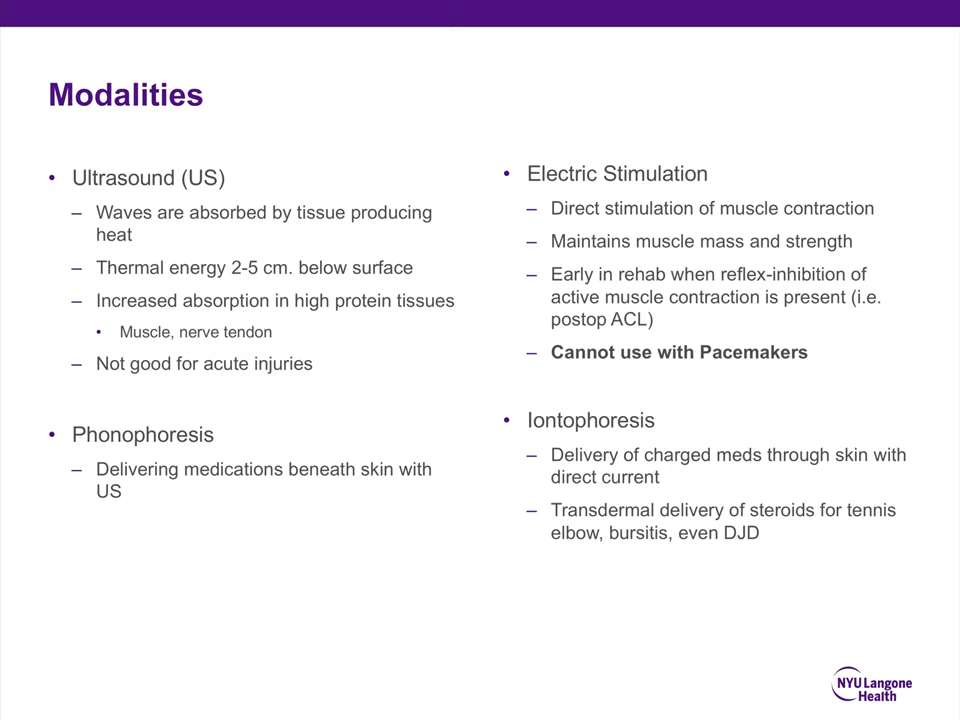 Modalities
• Ultrasound (US)
– Waves are absorbed by tissue producing
heat
– Thermal energy 2-5 cm. below surface
– Increased absorption in high protein tissues
• Muscle, nerve tendon
– Not good for acute injuries
• Phonophoresis
– Delivering medications beneath skin with
US
• Electric Stimulation
– Direct stimulation of muscle contraction
– Maintains muscle mass and strength
– Early in rehab when reflex-inhibition of
active muscle contraction is present (i.e.
postop ACL)
– Cannot use with Pacemakers
• Iontophoresis
– Delivery of charged meds through skin with
direct current
– Transdermal delivery of steroids for tennis
elbow, bursitis, even DJD
NYU Langone
Health